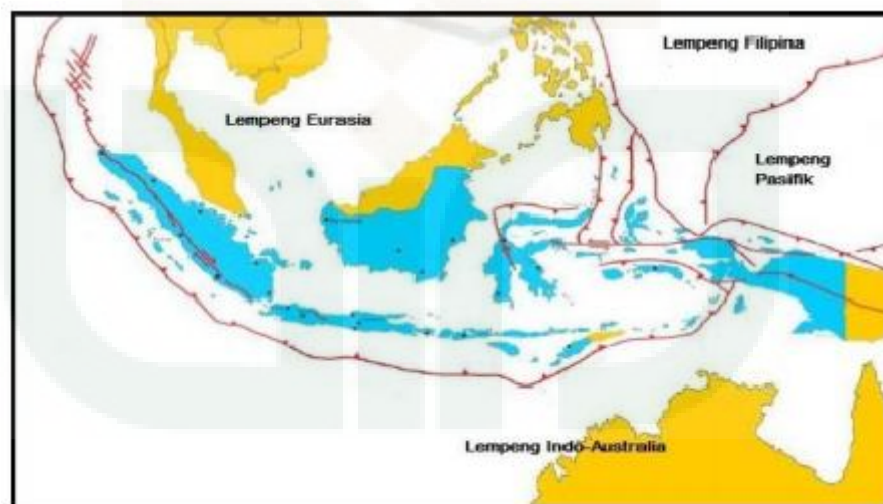 Lempeng Filipina
Lempeng Eurasia
Lempeng
Pasifik
Lempeng Indo-Australia